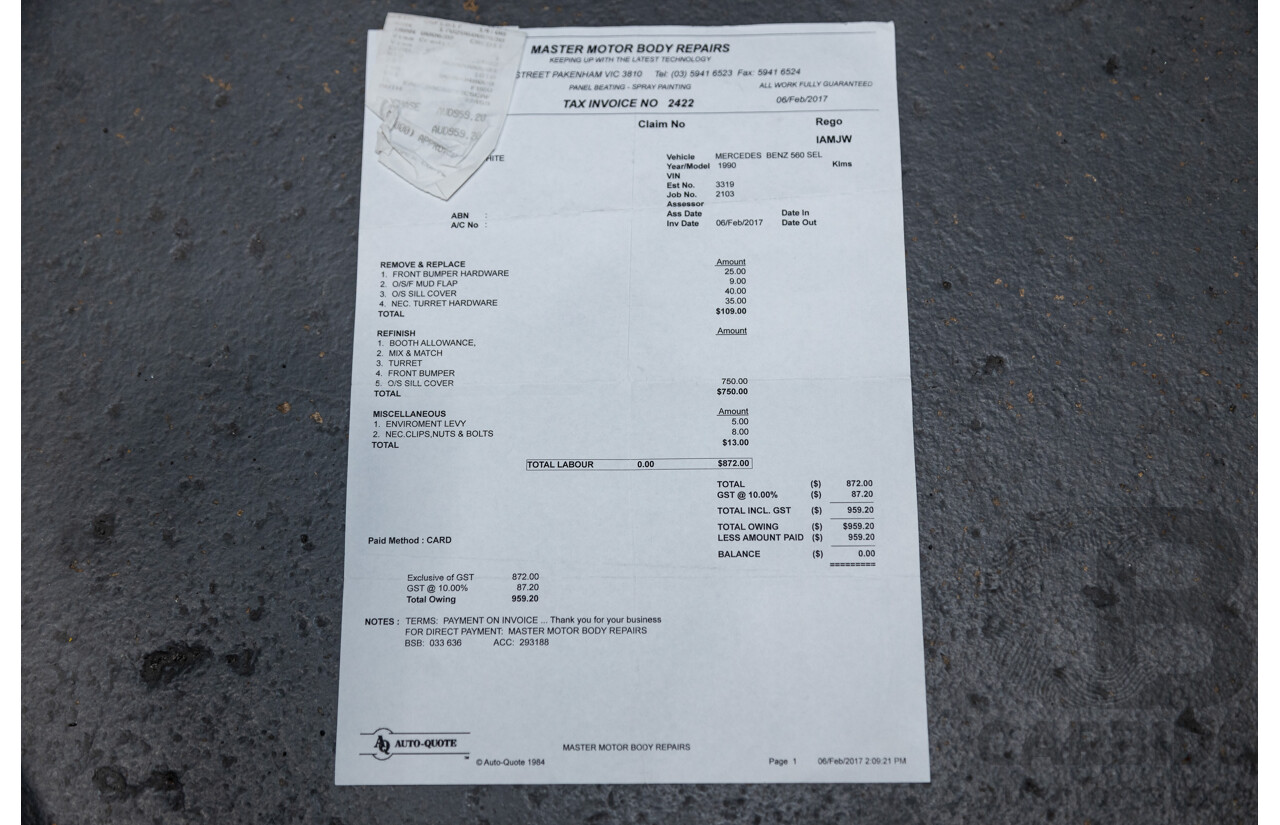 MASTER MOTOR BODY REPAIRS
KEEPING UP WITH THE LATEST TECHNOLOGY
STREET PAKENHAM VIC 3810 Tel: (03) 5941 6523 Fax: 5941 6524
PANEL BEATING - SPRAY PAINTING ALL WORK FULLY GUARANTEED
TAX INVOICE NO 2422 06/Feb/2017
Claim No Rego
IAMJW
Vehicle MERCEDES BENZ 560 SEL
Year/Model 1990 Klms
VIN
Est No. 3319
Job No. 2103
Assessor
ABN : Ass Date Date In
A/C No : Inv Date 06/Feb/2017 Date Out
REMOVE & REPLACE Amount
1. FRONT BUMPER HARDWARE 25.00
2. O/S/F MUD FLAP 9.00
3. O/S SILL COVER 40.00
4. NEC. TURRET HARDWARE 35.00
TOTAL $109.00
REFINISH Amount
1. BOOTH ALLOWANCE,
2. MIX & MATCH
3. TURRET
4. FRONT BUMPER
5. O/S SILL COVER 750.00
TOTAL $750.00
MISCELLANEOUS Amount
1. ENVIROMENT LEVY 5.00
2. NEC.CLIPS,NUTS & BOLTS 8.00
TOTAL $13.00
TOTAL LABOUR 0.00 $872.00
TOTAL ($) 872.00
GST @ 10.00% ($) 87.20
TOTAL INCL. GST ($) 959.20
TOTAL OWING ($) $959.20
LESS AMOUNT PAID ($) 959.20
Paid Method : CARD
BALANCE ($) 0.00
=========
Exclusive of GST 872.00
GST @ 10.00% 87.20
Total Owing 959.20
NOTES : TERMS: PAYMENT ON INVOICE ... Thank you for your business
FOR DIRECT PAYMENT: MASTER MOTOR BODY REPAIRS
BSB: 033 636 ACC: 293188
AQ AUTO-QUOTE ™
MASTER MOTOR BODY REPAIRS
© Auto-Quote 1984 Page 1 06/Feb/2017 2:09:21 PM